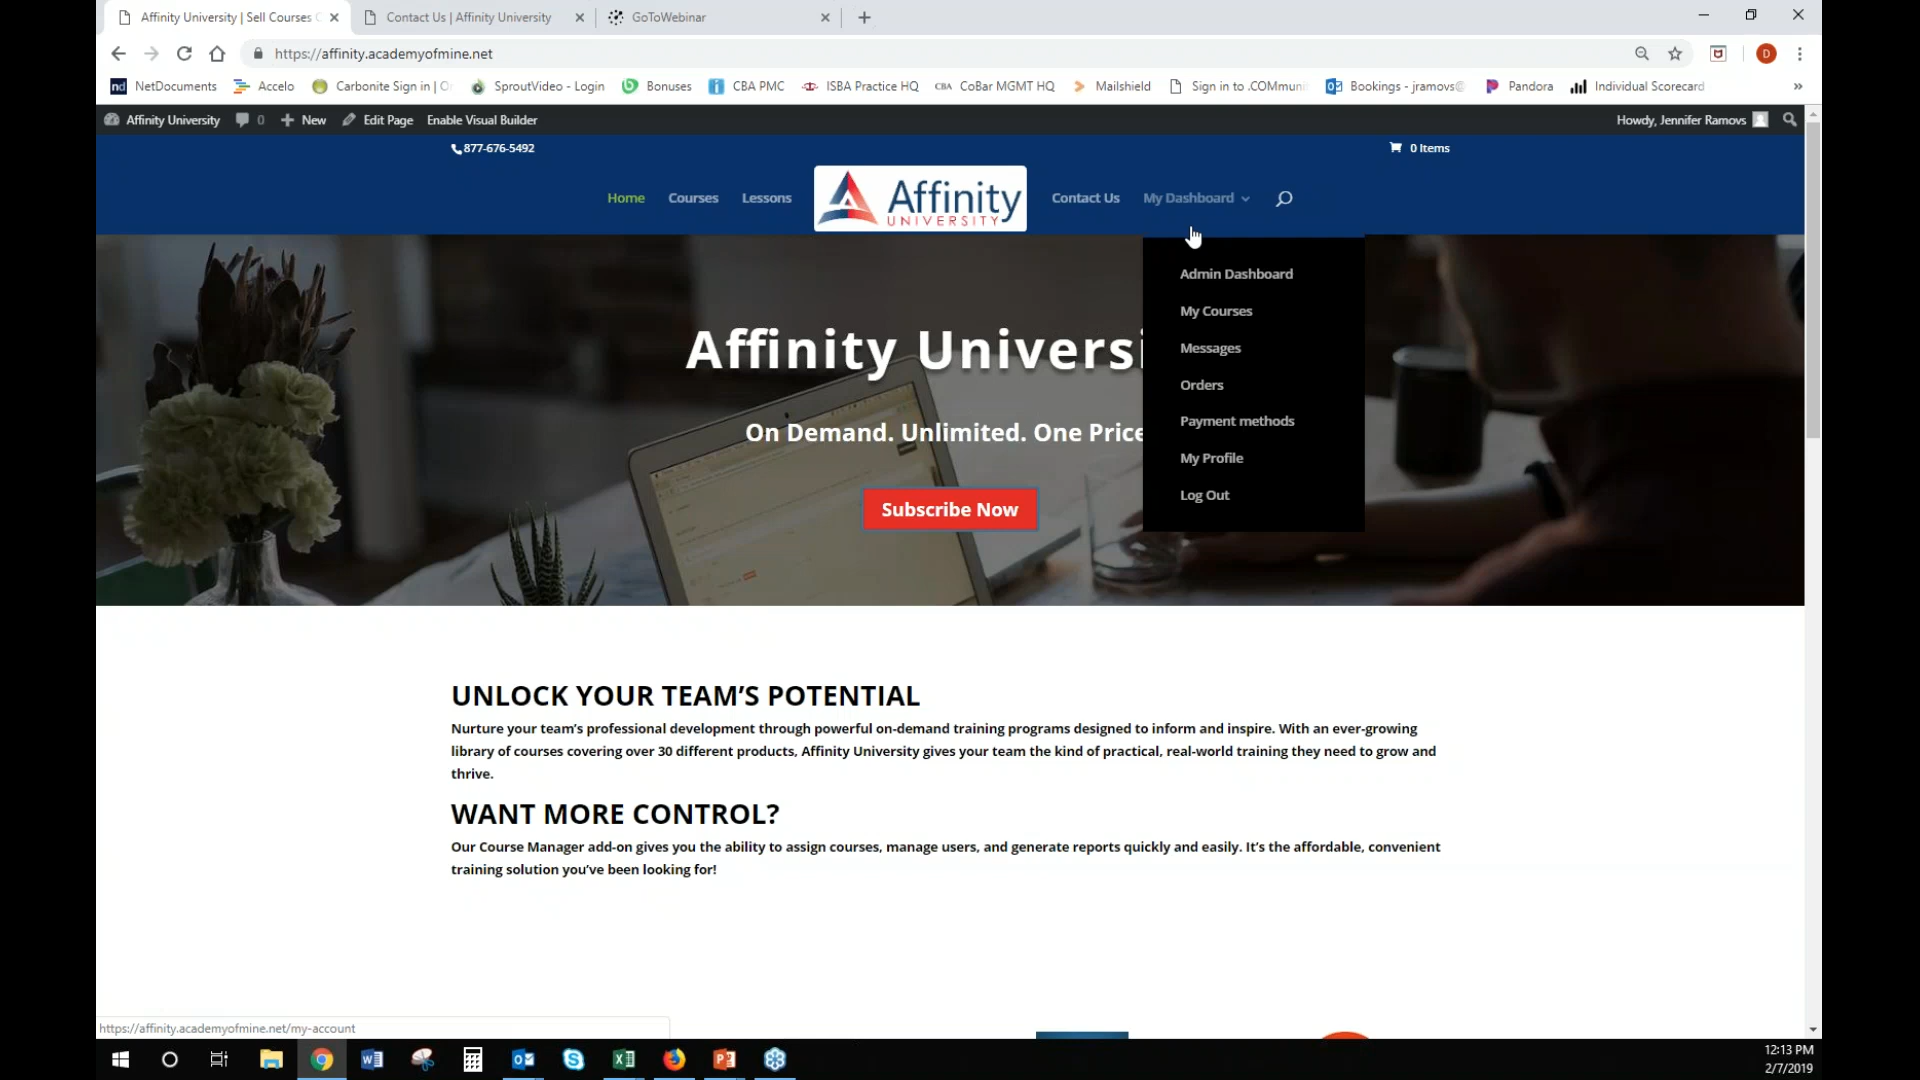 Affinity University | Sell Courses
Contact Us | Affinity University
GoToWebinar
https://affinity.academyofmine.net
D
nd NetDocuments
Accelo
Carbonite Sign in | O
SproutVideo - Login
Bonuses
CBA PMC
ISBA Practice HQ
CBA CoBar MGMT HQ
Mailshield
Sign in to .COMmuni
Bookings - jramovs@
Pandora
Individual Scorecard
»
Affinity University 0 New Edit Page Enable Visual Builder
Howdy, Jennifer Ramovs
877-676-5492
0 Items
Home Courses Lessons
Affinity
UNIVERSITY
Contact Us My Dashboard
Admin Dashboard
My Courses
Messages
Orders
Payment methods
My Profile
Log Out
Affinity Universi
On Demand. Unlimited. One Price
Subscribe Now
UNLOCK YOUR TEAM’S POTENTIAL
Nurture your team’s professional development through powerful on-demand training programs designed to inform and inspire. With an ever-growing
library of courses covering over 30 different products, Affinity University gives your team the kind of practical, real-world training they need to grow and
thrive.
WANT MORE CONTROL?
Our Course Manager add-on gives you the ability to assign courses, manage users, and generate reports quickly and easily. It’s the affordable, convenient
training solution you’ve been looking for!
https://affinity.academyofmine.net/my-account
12:13 PM
2/7/2019